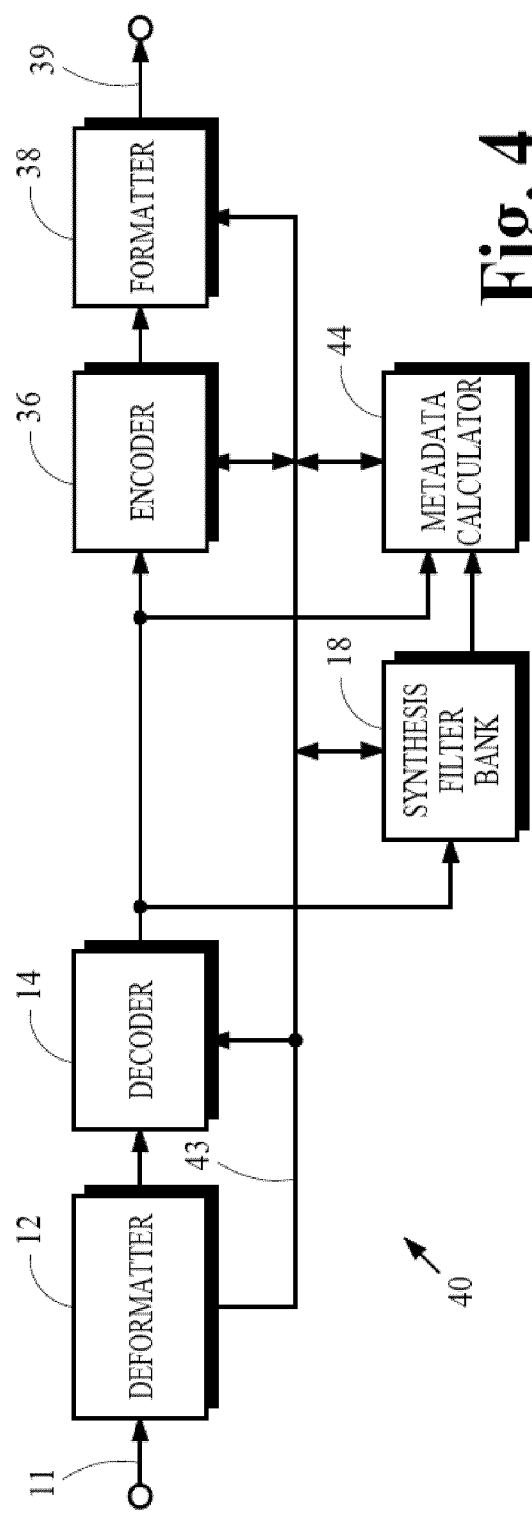 11
12
DEFORMATTER
14
DECODER
36
ENCODER
38
FORMATTER
39
43
18
SYNTHESIS
FILTER
BANK
44
METADATA
CALCULATOR
40
Fig. 4